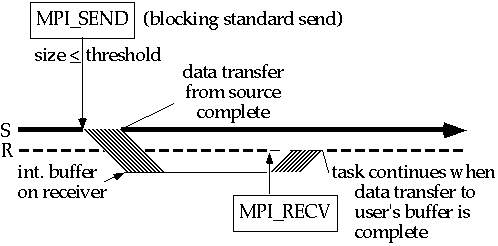 MPI_SEND (blocking standard send)
size ≤ threshold
data transfer
from source
complete
S
R
int. buffer
on receiver
MPI_RECV
task continues when
data transfer to
user's buffer is
complete